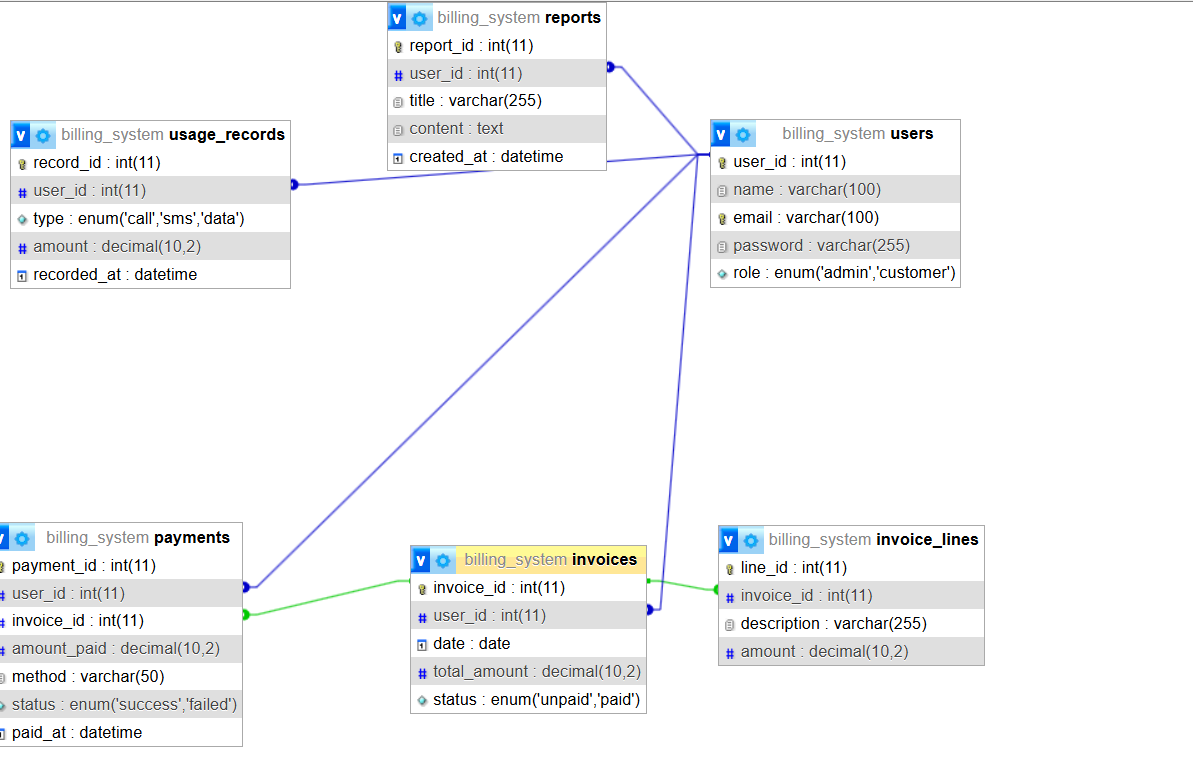 v billing_system reports
report_id : int(11)
# user_id : int(11)
title : varchar(255)
content : text
created_at : datetime
v billing_system usage_records
record_id : int(11)
# user_id : int(11)
type : enum('call','sms','data')
# amount : decimal(10,2)
recorded_at : datetime
v billing_system users
user_id : int(11)
name : varchar(100)
email : varchar(100)
password : varchar(255)
role : enum('admin','customer')
v billing_system payments
payment_id : int(11)
# user_id : int(11)
# invoice_id : int(11)
# amount_paid : decimal(10,2)
method : varchar(50)
status : enum('success','failed')
paid_at : datetime
v billing_system invoices
invoice_id : int(11)
# user_id : int(11)
date : date
# total_amount : decimal(10,2)
status : enum('unpaid','paid')
v billing_system invoice_lines
line_id : int(11)
# invoice_id : int(11)
description : varchar(255)
# amount : decimal(10,2)